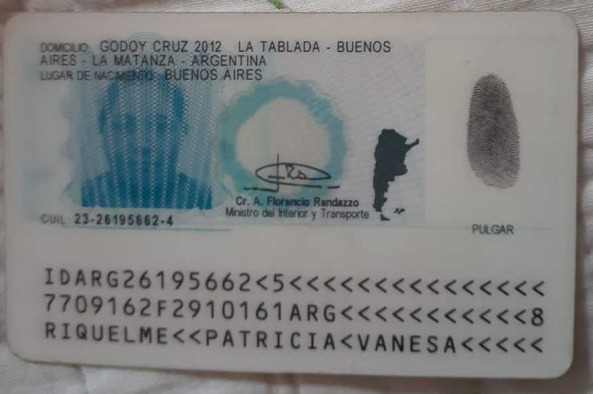 DOMICILIO: GODOY CRUZ 2012 LA TABLADA - BUENOS
AIRES - LA MATANZA - ARGENTINA
LUGAR DE NACIMIENTO: BUENOS AIRES
Cr. A. Florencio Randazzo
Ministro del Interior y Transporte
CUIL 23-26195662-4
PULGAR
IDARG26195662<5<<<<<<<<<<<<<<<
7709162F2910161ARG<<<<<<<<<<<8
RIQUELME<<PATRICIA<VANESA<<<<<